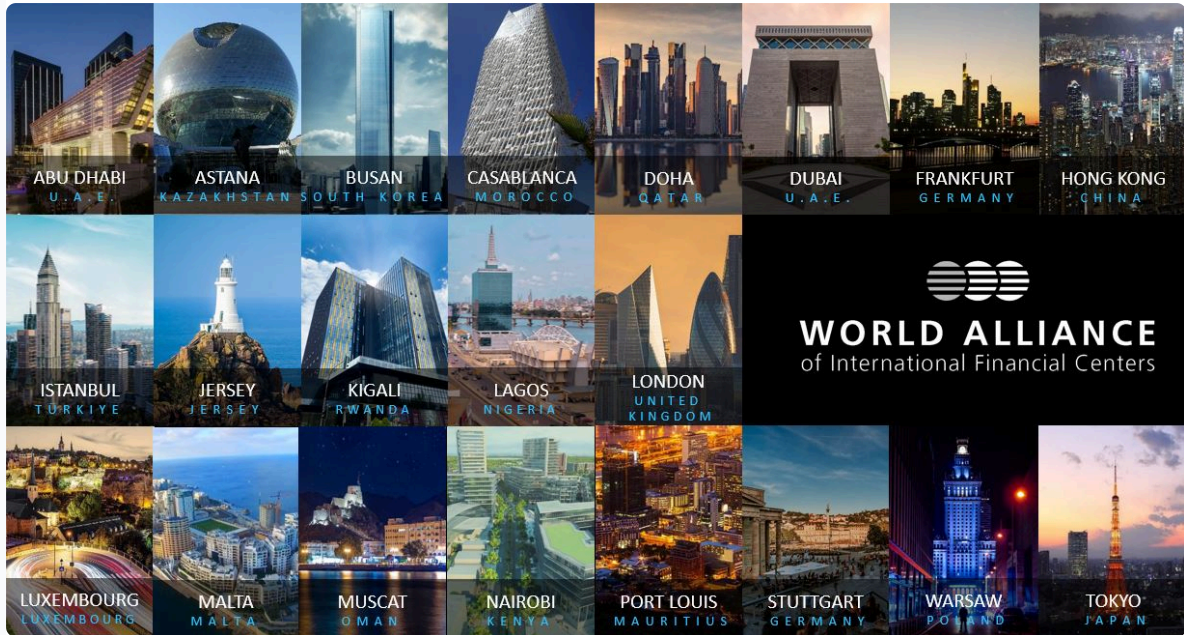 ABU DHABI
U.A.E.
ASTANA
KAZAKHSTAN
BUSAN
SOUTH KOREA
CASABLANCA
MOROCCO
DOHA
QATAR
DUBAI
U.A.E.
FRANKFURT
GERMANY
HONG KONG
CHINA
ISTANBUL
TÜRKIYE
JERSEY
JERSEY
KIGALI
RWANDA
LAGOS
NIGERIA
LONDON
UNITED
KINGDOM
WORLD ALLIANCE
of International Financial Centers
LUXEMBOURG
LUXEMBOURG
MALTA
MALTA
MUSCAT
OMAN
NAIROBI
KENYA
PORT LOUIS
MAURITIUS
STUTTGART
GERMANY
WARSAW
POLAND
TOKYO
JAPAN